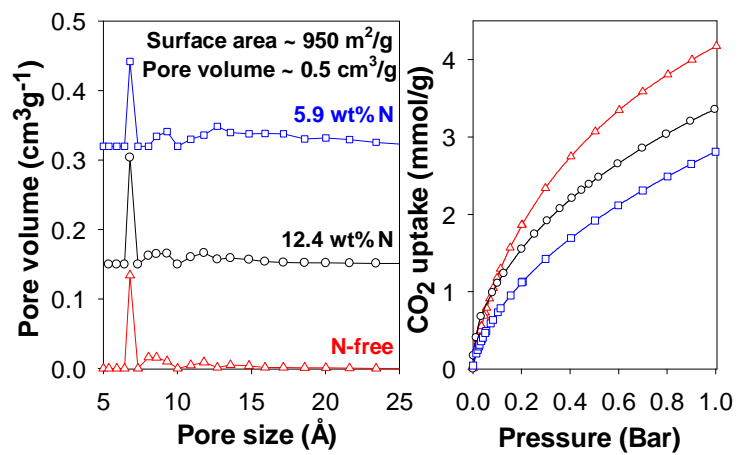 Surface area ~ 950 m²/g
Pore volume ~ 0.5 cm³/g
5.9 wt% N
12.4 wt% N
N-free
Pore volume (cm³g⁻¹)
0.5
0.4
0.3
0.2
0.1
0.0
5 10 15 20 25
Pore size (Å)
CO₂ uptake (mmol/g)
4
3
2
1
0
0.0 0.2 0.4 0.6 0.8 1.0
Pressure (Bar)